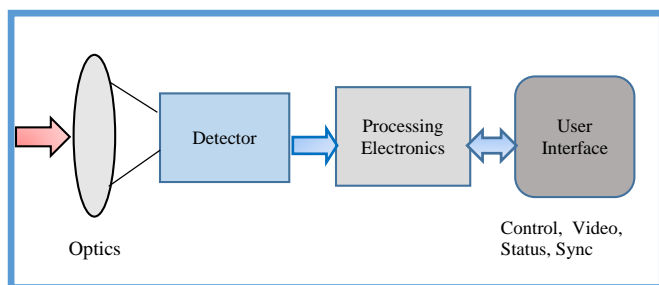 Detector
Processing
Electronics
User
Interface
Optics
Control, Video,
Status, Sync